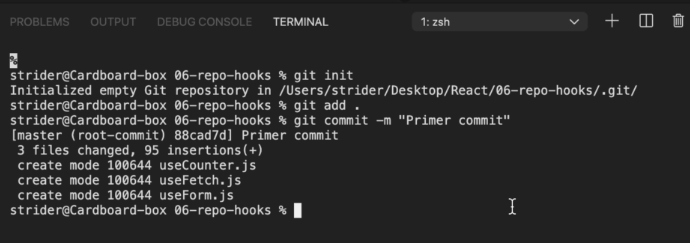 PROBLEMS OUTPUT DEBUG CONSOLE TERMINAL 1: zsh
%
strider@Cardboard-box 06-repo-hooks % git init
Initialized empty Git repository in /Users/strider/Desktop/React/06-repo-hooks/.git/
strider@Cardboard-box 06-repo-hooks % git add .
strider@Cardboard-box 06-repo-hooks % git commit -m "Primer commit"
[master (root-commit) 88cad7d] Primer commit
 3 files changed, 95 insertions(+)
 create mode 100644 useCounter.js
 create mode 100644 useFetch.js
 create mode 100644 useForm.js
strider@Cardboard-box 06-repo-hooks %